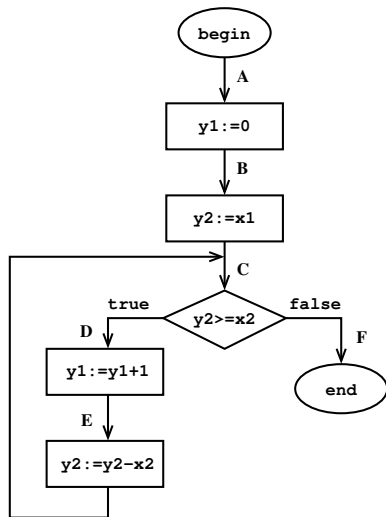 begin
A
y1:=0
B
y2:=x1
C
true
false
y2>=x2
D
F
y1:=y1+1
end
E
y2:=y2-x2